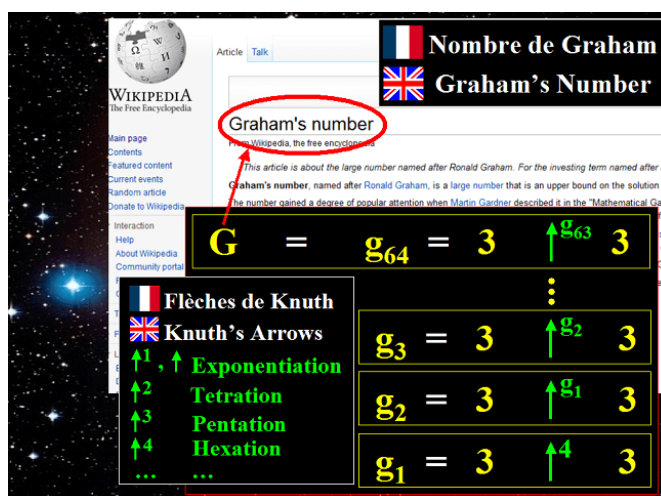 Nombre de Graham
Graham's Number
WIKIPEDIA
The Free Encyclopedia
Article Talk
Graham's number
From Wikipedia, the free encyclopedia
This article is about the large number named after Ronald Graham. For the investing term named after
Graham's number, named after Ronald Graham, is a large number that is an upper bound on the solution
The number gained a degree of popular attention when Martin Gardner described it in the "Mathematical Ga
Main page
Contents
Featured content
Current events
Random article
Donate to Wikipedia
Interaction
Help
About Wikipedia
Community portal
G = g64 = 3 ↑g63 3
⋮
g3 = 3 ↑g2 3
g2 = 3 ↑g1 3
g1 = 3 ↑4 3
Flèches de Knuth
Knuth's Arrows
↑1 , ↑ Exponentiation
↑2 Tetration
↑3 Pentation
↑4 Hexation
... ...